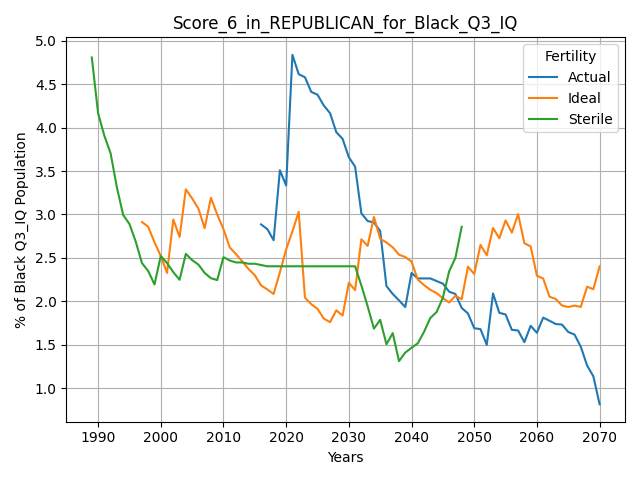 Score_6_in_REPUBLICAN_for_Black_Q3_IQ
% of Black Q3_IQ Population
5.0
4.5
4.0
3.5
3.0
2.5
2.0
1.5
1.0
Fertility
Actual
Ideal
Sterile
1990 2000 2010 2020 2030 2040 2050 2060 2070
Years